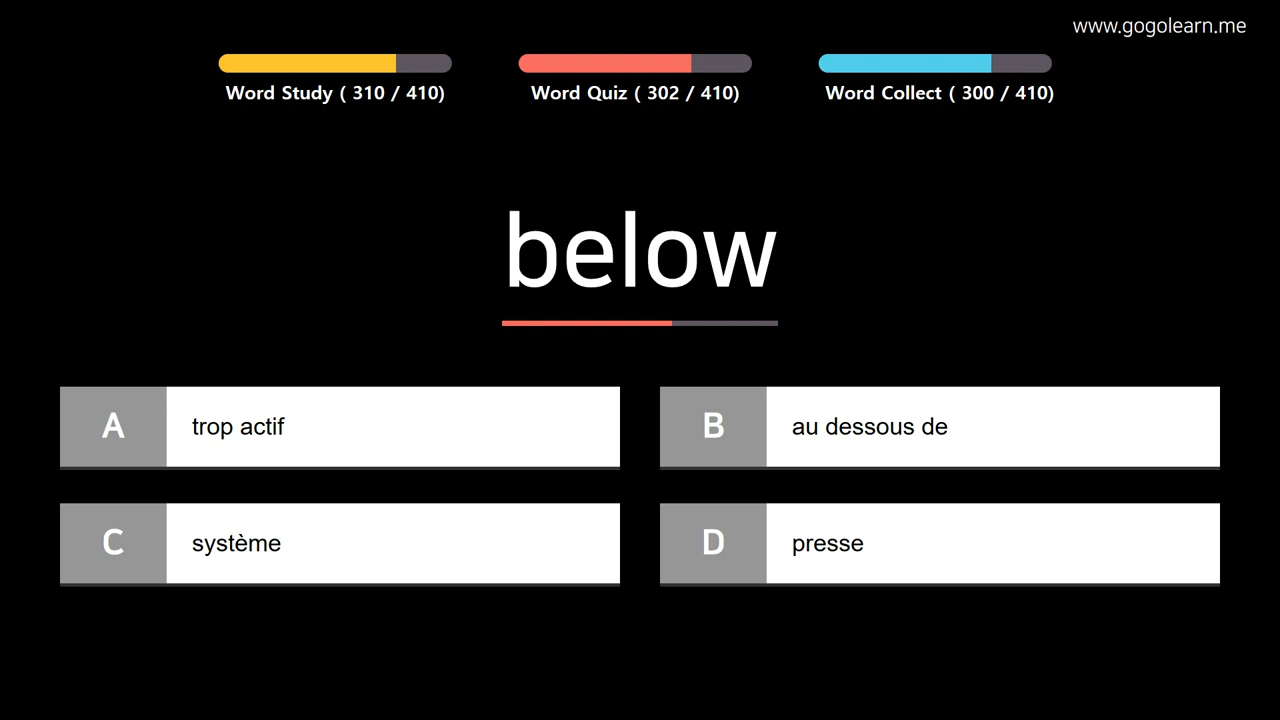 www.gogolearn.me
Word Study ( 310 / 410)
Word Quiz ( 302 / 410)
Word Collect ( 300 / 410)
below
A
trop actif
B
au dessous de
C
système
D
presse